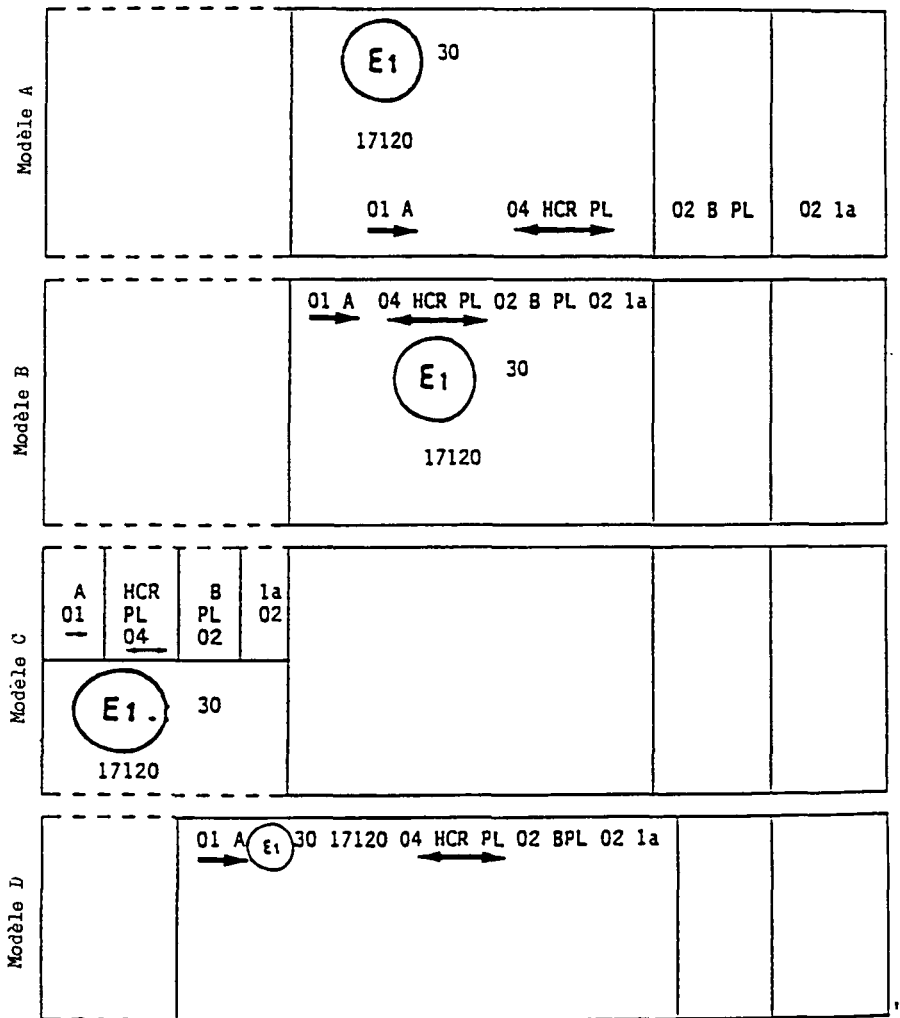 Modèle A
E1 30
17120
01 A 04 HCR PL 02 B PL 02 1a
Modèle B
01 A 04 HCR PL 02 B PL 02 1a
E1 30
17120
Modèle C
A HCR B 1a
01 PL PL 02
04 02
E1 30
17120
Modèle D
01 A E1 30 17120 04 HCR PL 02 BPL 02 1a